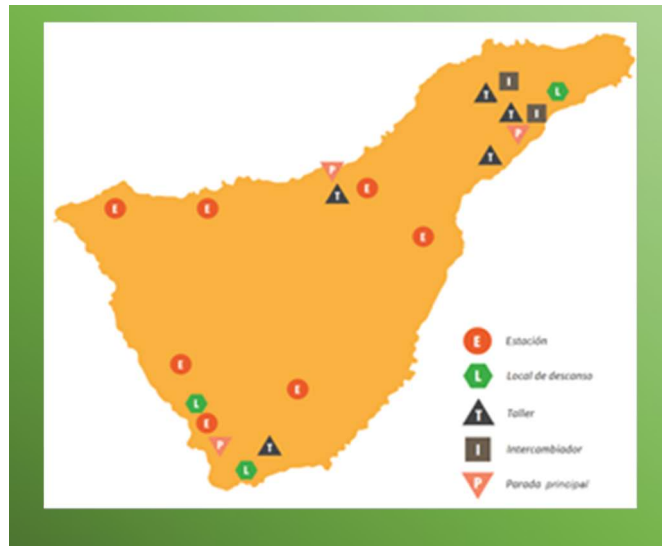 I
T
L
T
I
P
T
P
T
E
E
E
E
E
E
L
E
P
T
L
E Estación
L Local de descanso
T Taller
I Intercambiador
P Parada principal